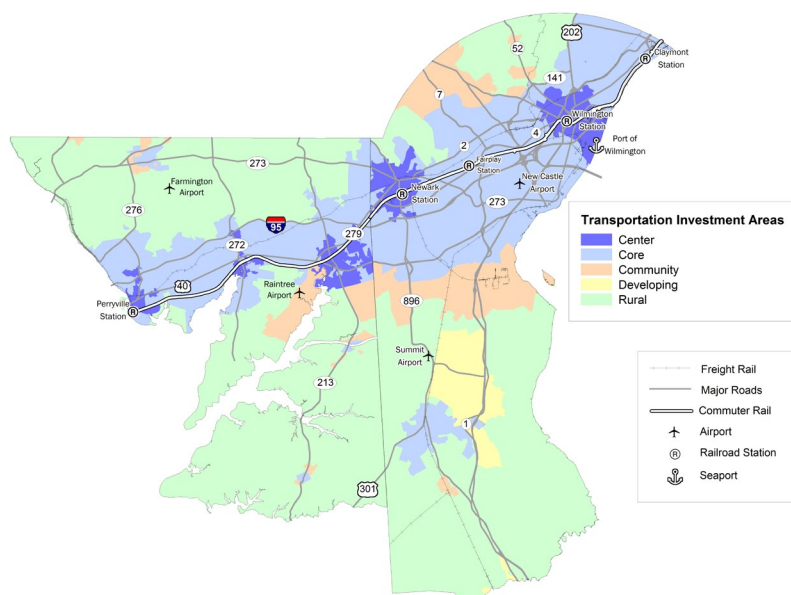 202
52
Claymont
Station
141
7
Wilmington
Station
4
2
Port of
Wilmington
Fairplay
Station
273
Farmington
Airport
Newark
Station
New Castle
Airport
273
276
95
279
272
40
Raintree
Airport
Perryville
Station
896
Summit
Airport
213
1
301
Transportation Investment Areas
Center
Core
Community
Developing
Rural
Freight Rail
Major Roads
Commuter Rail
Airport
R Railroad Station
Seaport